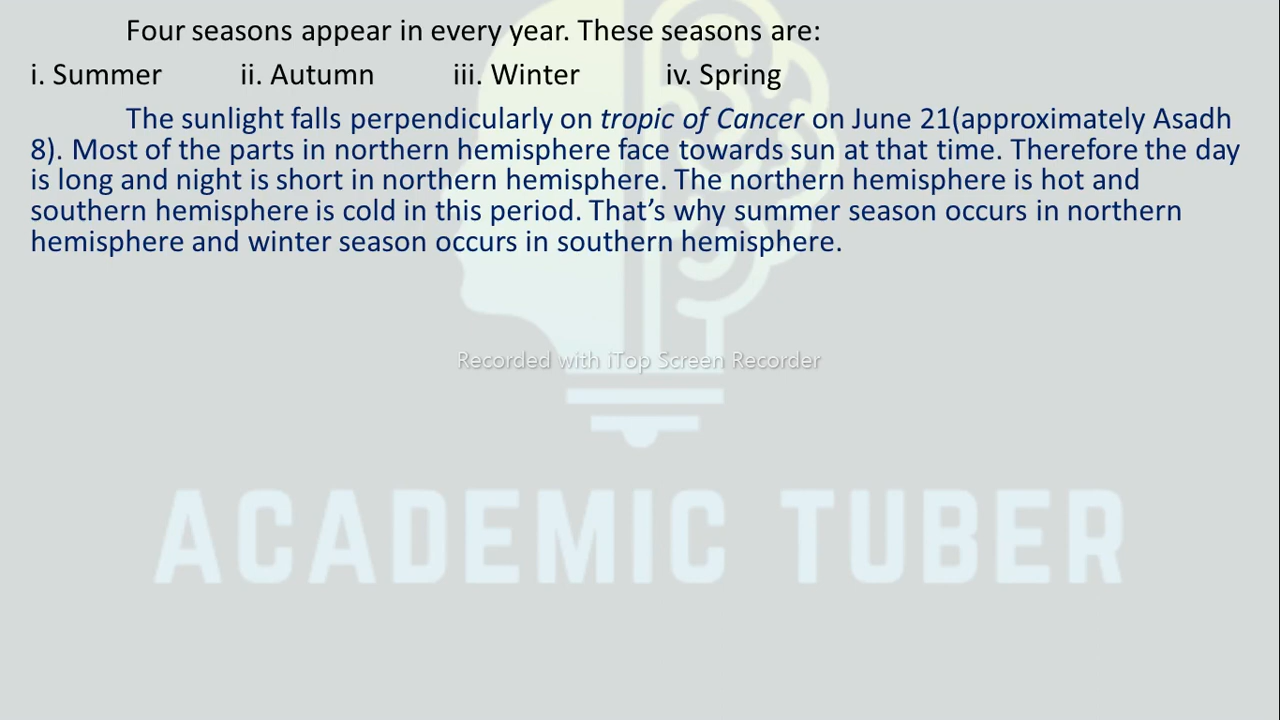 Four seasons appear in every year. These seasons are:
i. Summer ii. Autumn iii. Winter iv. Spring
The sunlight falls perpendicularly on tropic of Cancer on June 21(approximately Asadh
8). Most of the parts in northern hemisphere face towards sun at that time. Therefore the day
is long and night is short in northern hemisphere. The northern hemisphere is hot and
southern hemisphere is cold in this period. That’s why summer season occurs in northern
hemisphere and winter season occurs in southern hemisphere.
Recorded with iTop Screen Recorder
ACADEMIC TUBER